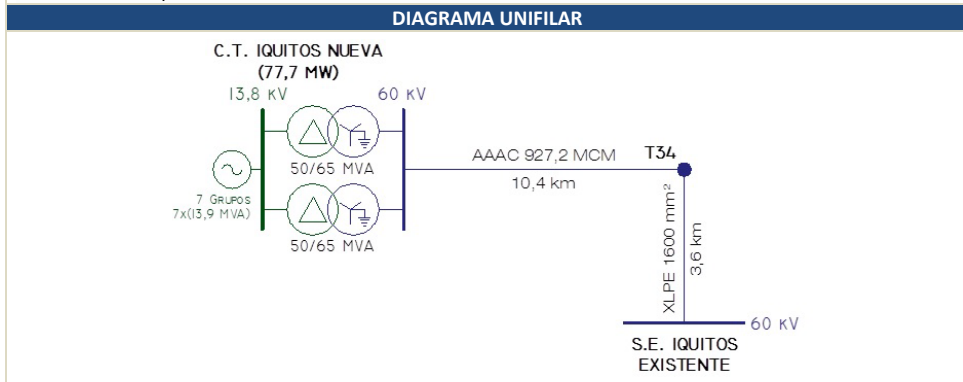 DIAGRAMA UNIFILAR
C.T. IQUITOS NUEVA
(77,7 MW)
13,8 KV
60 KV
50/65 MVA
7 GRUPOS
7x(13,9 MVA)
50/65 MVA
AAAC 927,2 MCM
10,4 km
T34
XLPE 1600 mm²
3,6 km
60 KV
S.E. IQUITOS
EXISTENTE